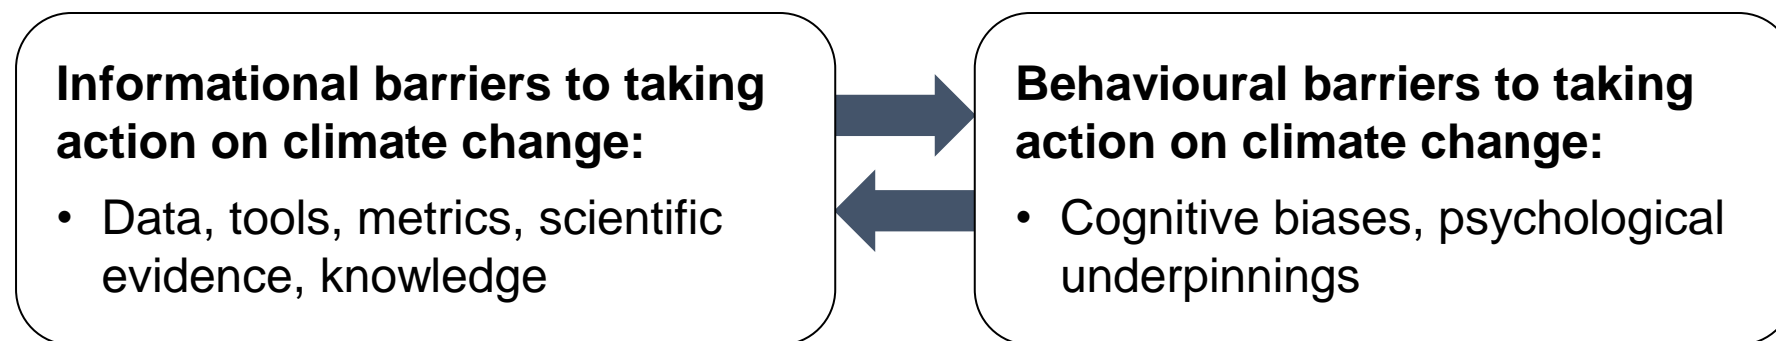 Informational barriers to taking
action on climate change:
• Data, tools, metrics, scientific
evidence, knowledge
Behavioural barriers to taking
action on climate change:
• Cognitive biases, psychological
underpinnings